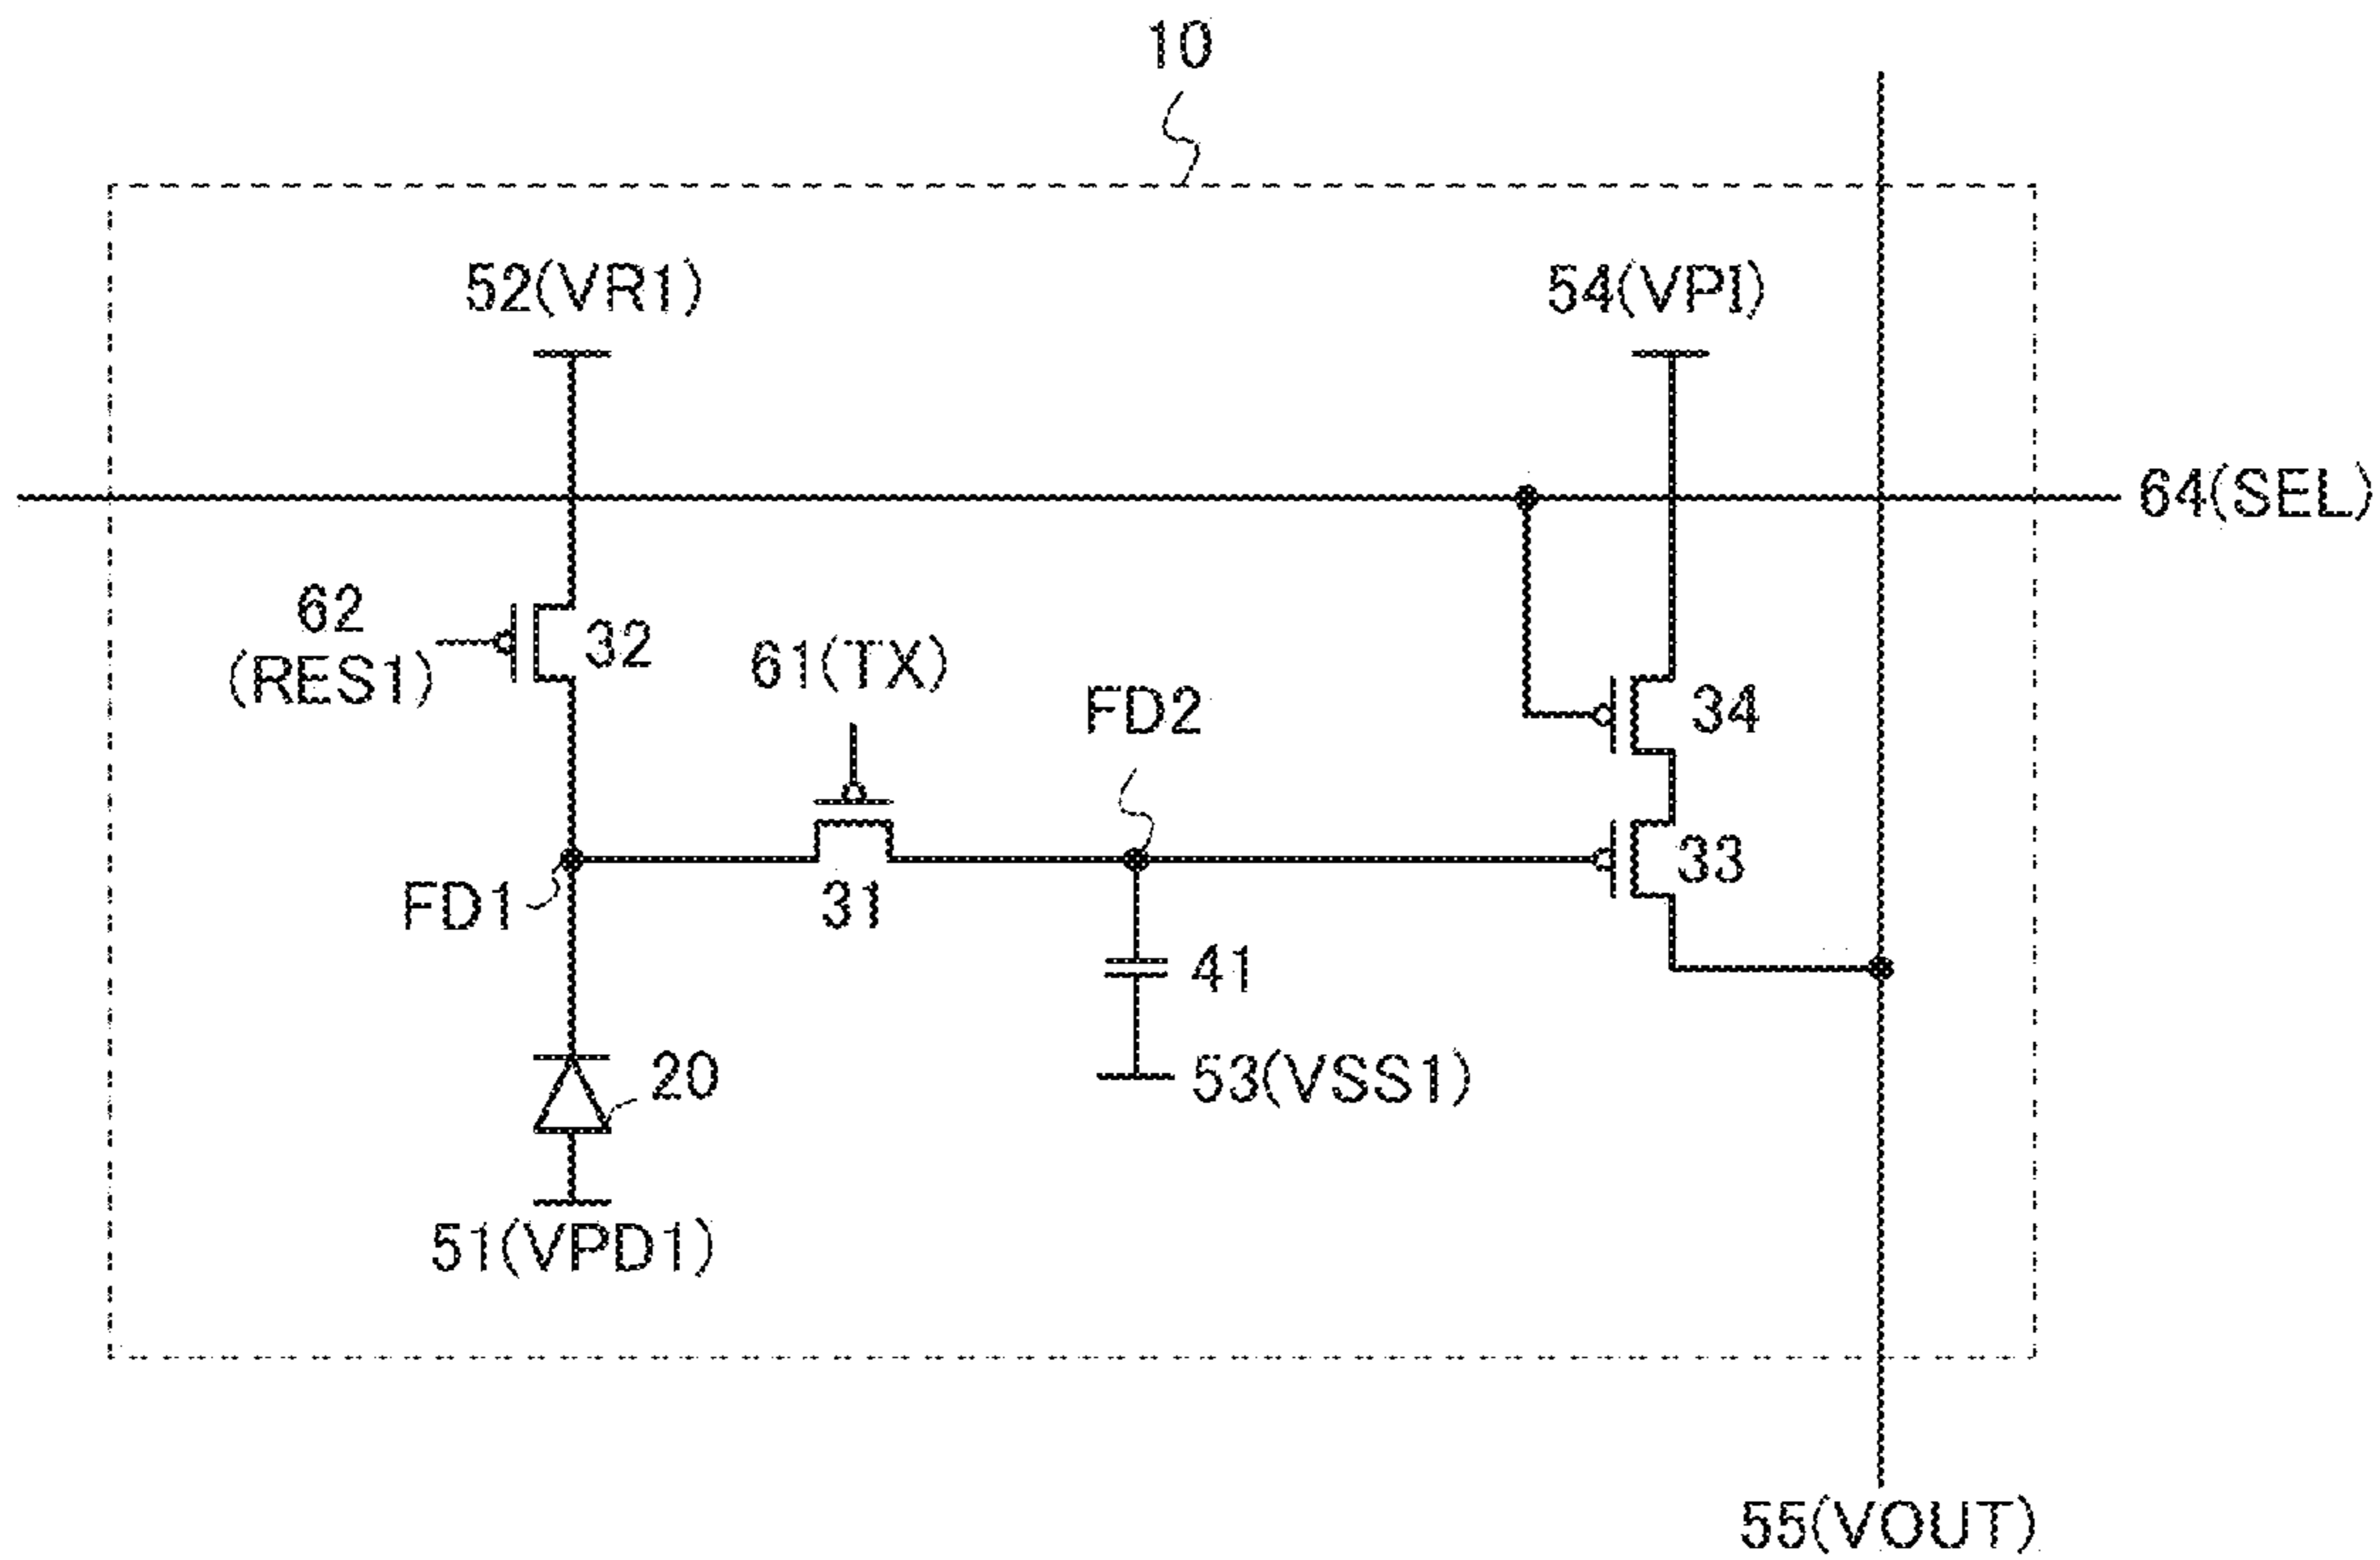 10
52(VR1)
54(VPI)
64(SEL)
62
(RES1)
32
61(TX)
FD2
34
33
FD1
31
41
20
53(VSS1)
51(VPD1)
55(VOUT)